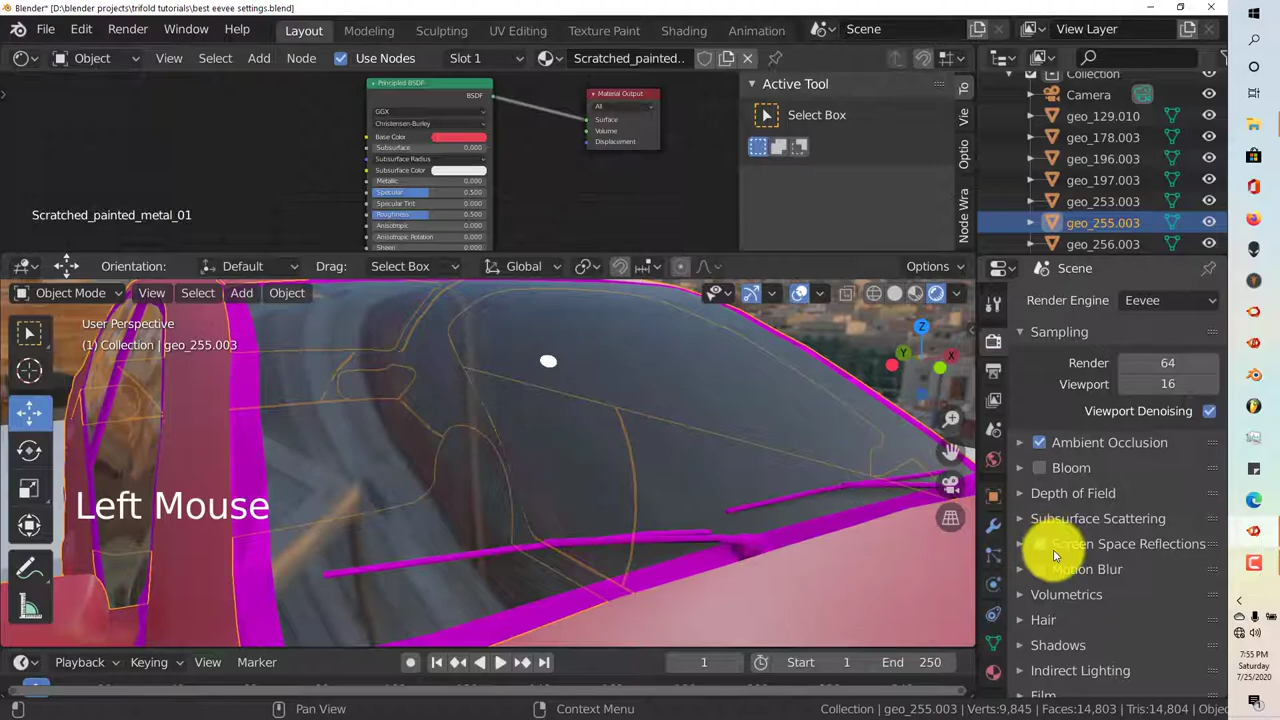 Blender* [D:\blender projects\trifold tutorials\best eevee settings.blend]
File Edit Render Window Help Layout Modeling Sculpting UV Editing Texture Paint Shading Animation Scene View Layer
Object View Select Add Node Use Nodes Slot 1 Scratched_painted..
Collection
Camera
geo_129.010
geo_178.003
geo_196.003
geo_197.003
geo_253.003
geo_255.003
geo_256.003
Principled BSDF
BSDF
GGX
Christensen-Burley
Base Color
Subsurface 0.000
Subsurface Radius
Subsurface Color
Metallic 0.000
Specular 0.500
Specular Tint 0.000
Roughness 0.500
Anisotropic 0.000
Anisotropic Rotation 0.000
Sheen 0.000
Material Output
All
Surface
Volume
Displacement
Scratched_painted_metal_01
Active Tool
Select Box
To
Vie
Optio
Node Wra
Orientation: Default Drag: Select Box Global Options
Object Mode View Select Add Object
User Perspective
(1) Collection | geo_255.003
Z
Y
X
Left Mouse
Scene
Render Engine Eevee
Sampling
Render 64
Viewport 16
Viewport Denoising
Ambient Occlusion
Bloom
Depth of Field
Subsurface Scattering
Screen Space Reflections
Motion Blur
Volumetrics
Hair
Shadows
Indirect Lighting
Film
Playback Keying View Marker 1 Start 1 End 250
Pan View Context Menu Collection | geo_255.003 | Verts:9,845 | Faces:14,803 | Tris:14,804 | Obje
7:55 PM
Saturday
7/25/2020